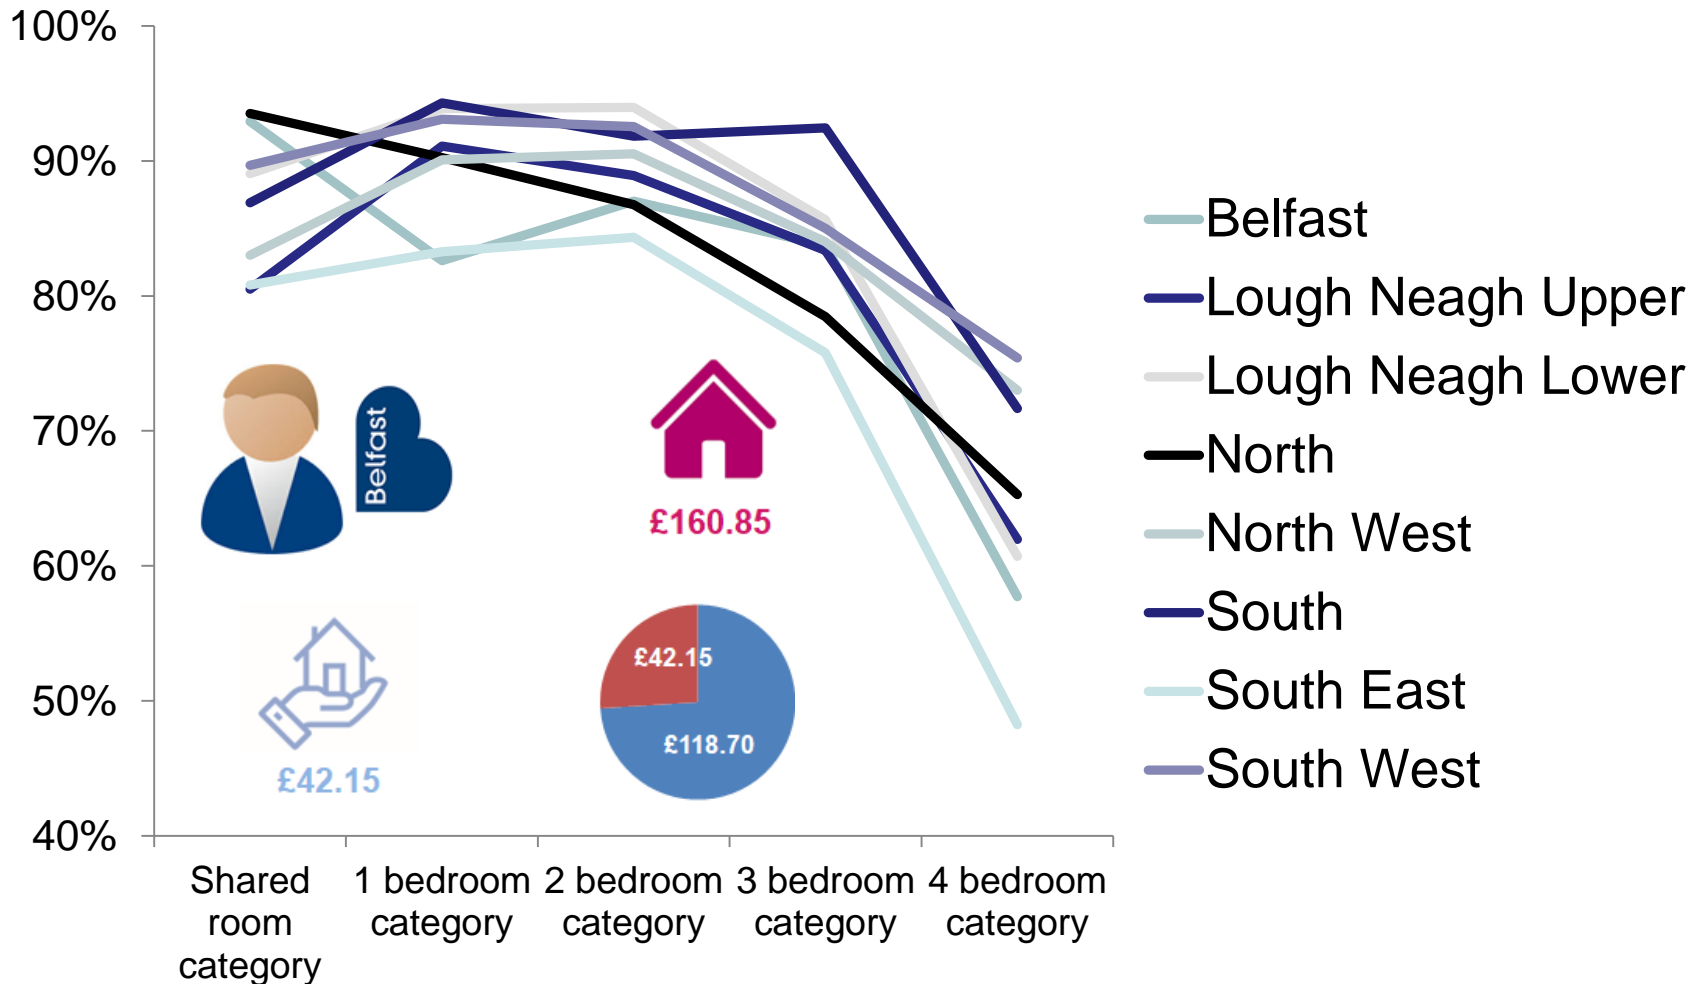 100%
90%
80%
70%
60%
50%
40%
Belfast
£160.85
£42.15
£42.15
£118.70
Shared room category
1 bedroom category
2 bedroom category
3 bedroom category
4 bedroom category
Belfast
Lough Neagh Upper
Lough Neagh Lower
North
North West
South
South East
South West